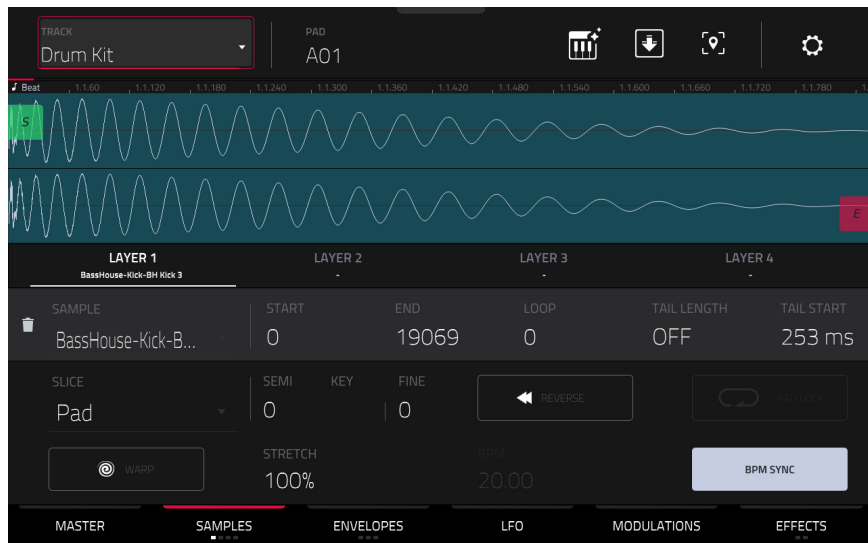 TRACK
Drum Kit
PAD
A01
Beat 1.1.60 1.1.120 1.1.180 1.1.240 1.1.300 1.1.360 1.1.420 1.1.480 1.1.540 1.1.600 1.1.660 1.1.720 1.1.780 1.
S
E
LAYER 1 LAYER 2 LAYER 3 LAYER 4
BassHouse-Kick-BH Kick 3 - - -
SAMPLE START END LOOP TAIL LENGTH TAIL START
BassHouse-Kick-B... 0 19069 0 OFF 253 ms
SLICE SEMI KEY FINE
Pad 0 0
REVERSE
PAD LOOP
STRETCH BPM
WARP 100% 20.00 BPM SYNC
MASTER SAMPLES ENVELOPES LFO MODULATIONS EFFECTS